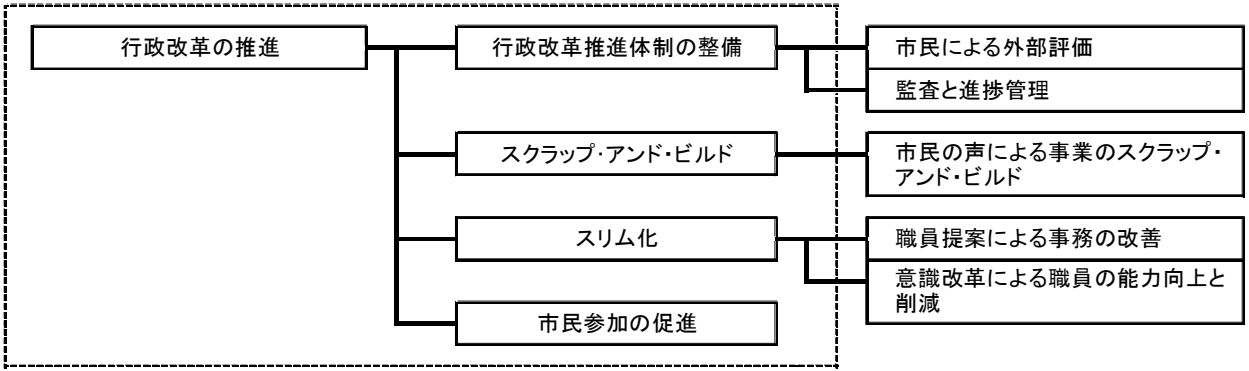 行政改革の推進
行政改革推進体制の整備
市民による外部評価
監査と進捗管理
スクラップ・アンド・ビルド
市民の声による事業のスクラップ・
アンド・ビルド
スリム化
職員提案による事務の改善
意識改革による職員の能力向上と
削減
市民参加の促進